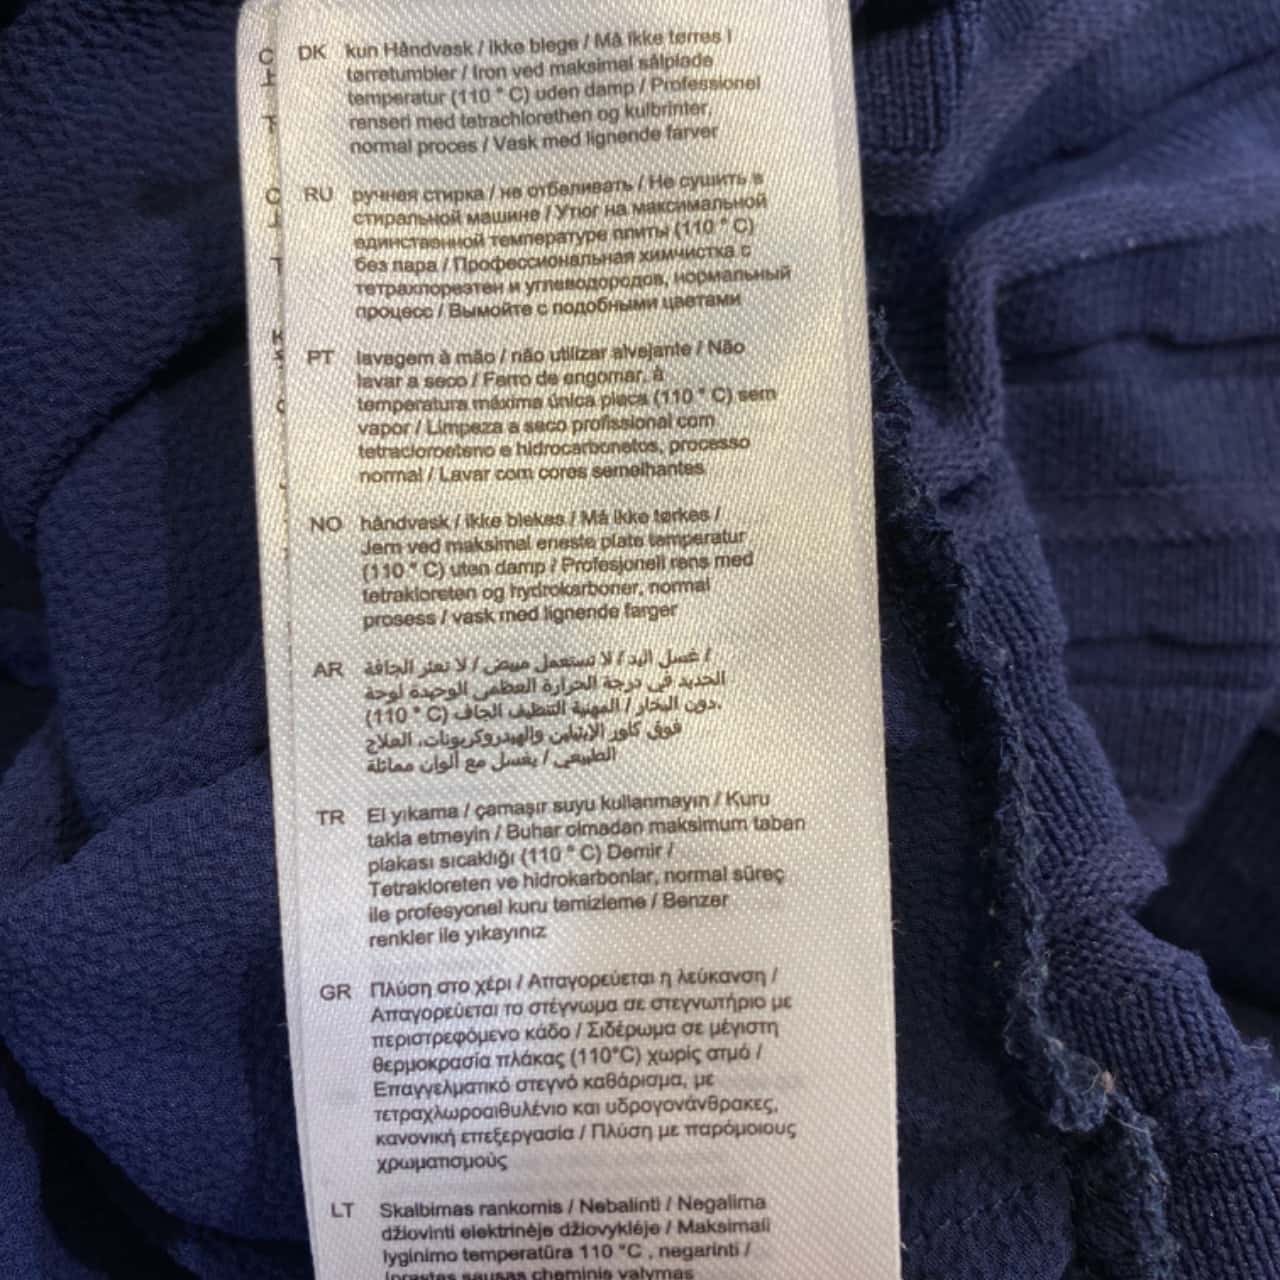 DK kun Håndvask / ikke blege / Må ikke tørres i
tørretumbler / Iron ved maksimal sålplade
temperatur (110 ° C) uden damp / Professionel
renseri med tetrachlorethen og kulbrinter,
normal proces / Vask med lignende farver
RU ручная стирка / не отбеливать / Не сушить в
стиральной машине / Утюг на максимальной
единственной температуре плиты (110 ° C)
без пара / Профессиональная химчистка с
тетрахлорэтен и углеводородов, нормальный
процесс / Вымойте с подобными цветами
PT lavagem à mão / não utilizar alvejante / Não
lavar a seco / Ferro de engomar, à
temperatura máxima única placa (110 ° C) sem
vapor / Limpeza a seco profissional com
tetracloroeteno e hidrocarbonetos, processo
normal / Lavar com cores semelhantes
NO håndvask / ikke blekes / Må ikke tørkes /
Jern ved maksimal eneste plate temperatur
(110 ° C) uten damp / Profesjonell rens med
tetrakloreten og hydrokarboner, normal
prosess / vask med lignende farger
AR غسل اليد / لا تستعمل مبيض / لا تعثر الجافة /
الحديد في درجة الحرارة العظمى الوحيدة لوحة
(110 ° C) دون البخار / المهنية التنظيف الجاف.
فوق كلور الإيثيلين والهيدروكربونات، العلاج
الطبيعي / يغسل مع ألوان مماثلة
TR El yıkama / çamaşır suyu kullanmayın / Kuru
takla etmeyin / Buhar olmadan maksimum taban
plakası sıcaklığı (110 ° C) Demir /
Tetrakloreten ve hidrokarbonlar, normal süreç
ile profesyonel kuru temizleme / Benzer
renkler ile yıkayınız
GR Πλύση στο χέρι / Απαγορεύεται η λεύκανση /
Απαγορεύεται το στέγνωμα σε στεγνωτήριο με
περιστρεφόμενο κάδο / Σιδέρωμα σε μέγιστη
θερμοκρασία πλάκας (110°C) χωρίς ατμό /
Επαγγελματικό στεγνό καθάρισμα, με
τετραχλωροαιθυλένιο και υδρογονάνθρακες,
κανονική επεξεργασία / Πλύση με παρόμοιους
χρωματισμούς
LT Skalbimas rankomis / Nebalinti / Negalima
džiovinti elektrinėje džiovyklėje / Maksimali
lyginimo temperatūra 110 °C , negarinti /
Įprastas sausas cheminis valymas